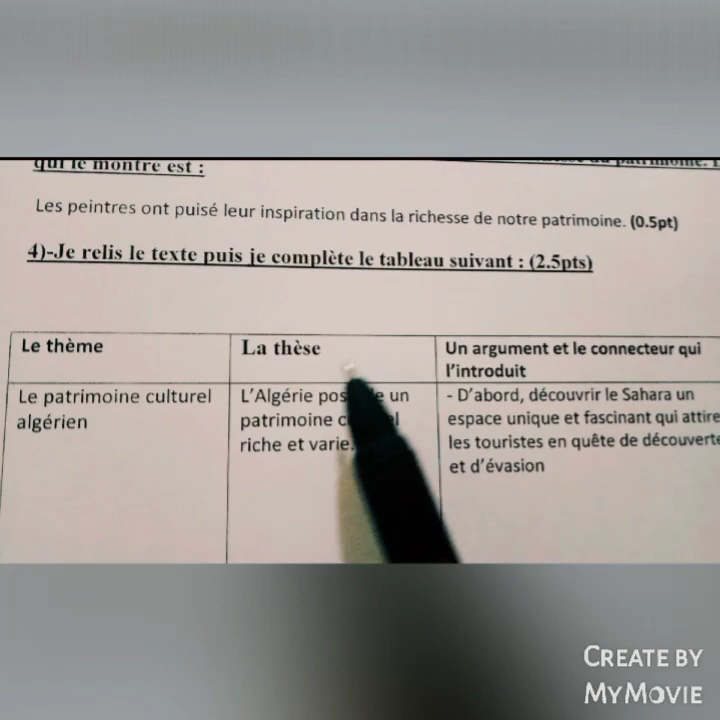 qui le montre est :
patrimoine.
Les peintres ont puisé leur inspiration dans la richesse de notre patrimoine. (0.5pt)
4)-Je relis le texte puis je complète le tableau suivant : (2.5pts)
Le thème
La thèse
Un argument et le connecteur qui
l'introduit
Le patrimoine culturel
algérien
L'Algérie un
patrimoine
riche et varie.
- D'abord, découvrir le Sahara un
espace unique et fascinant qui attire
les touristes en quête de découverte
et d'évasion
CREATE BY
MYMOVIE